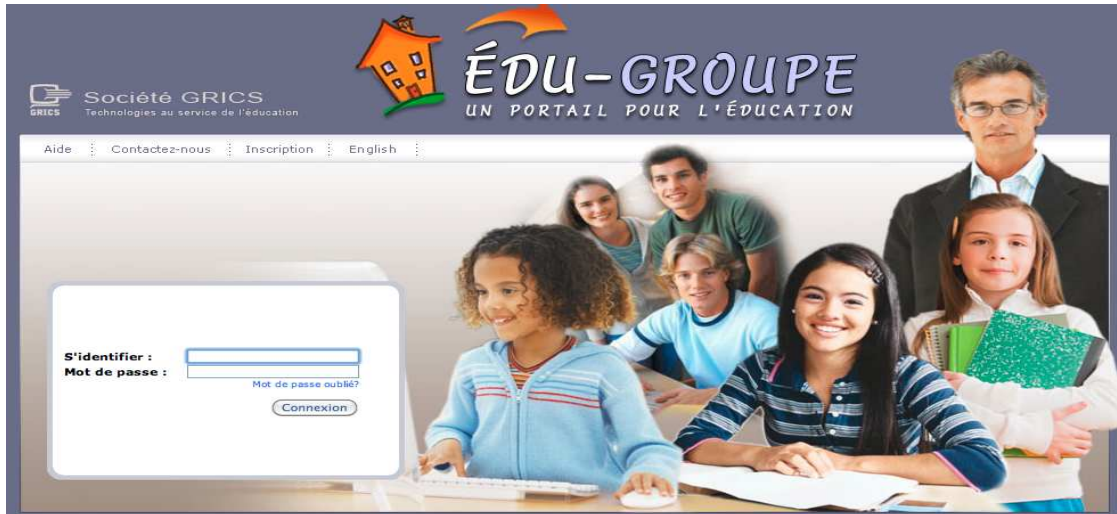 ÉDU-GROUPE
UN PORTAIL POUR L'ÉDUCATION
GRICS
Société GRICS
Technologies au service de l'éducation
Aide
Contactez-nous
Inscription
English
S'identifier :
Mot de passe :
Mot de passe oublié?
Connexion